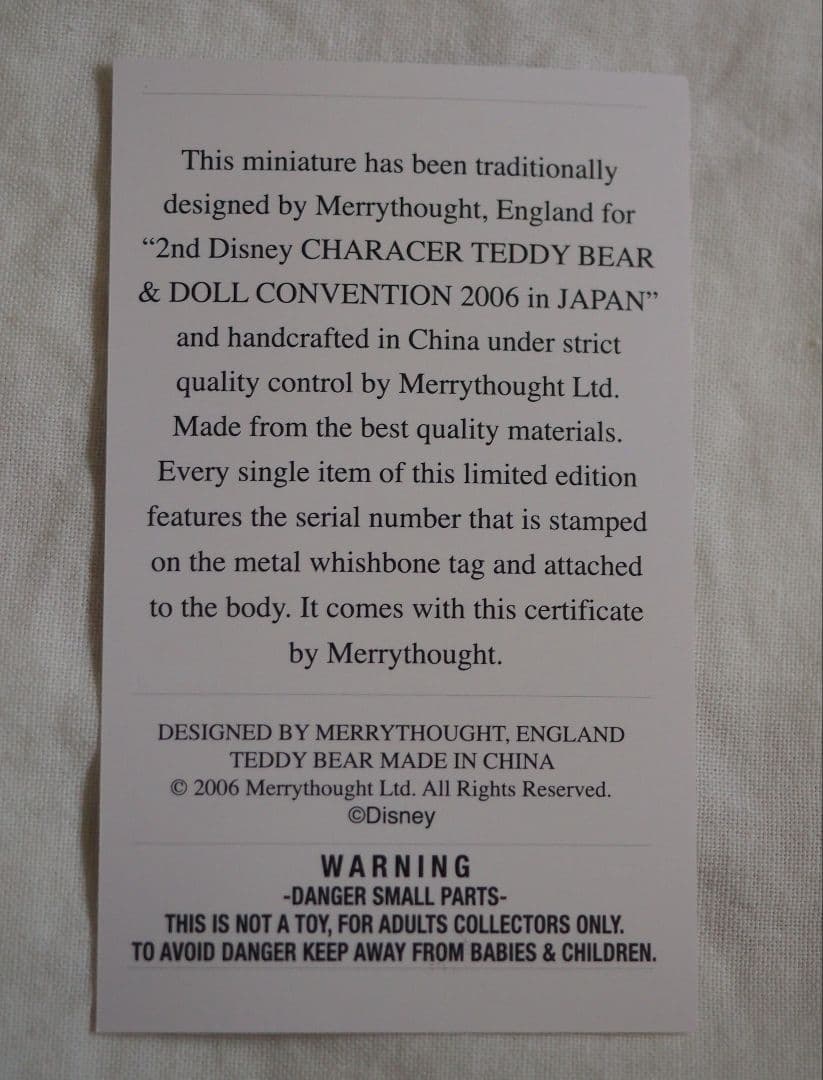 This miniature has been traditionally
designed by Merrythought, England for
“2nd Disney CHARACER TEDDY BEAR
& DOLL CONVENTION 2006 in JAPAN”
and handcrafted in China under strict
quality control by Merrythought Ltd.
Made from the best quality materials.
Every single item of this limited edition
features the serial number that is stamped
on the metal whishbone tag and attached
to the body. It comes with this certificate
by Merrythought.
DESIGNED BY MERRYTHOUGHT, ENGLAND
TEDDY BEAR MADE IN CHINA
© 2006 Merrythought Ltd. All Rights Reserved.
©Disney
WARNING
-DANGER SMALL PARTS-
THIS IS NOT A TOY, FOR ADULTS COLLECTORS ONLY.
TO AVOID DANGER KEEP AWAY FROM BABIES & CHILDREN.